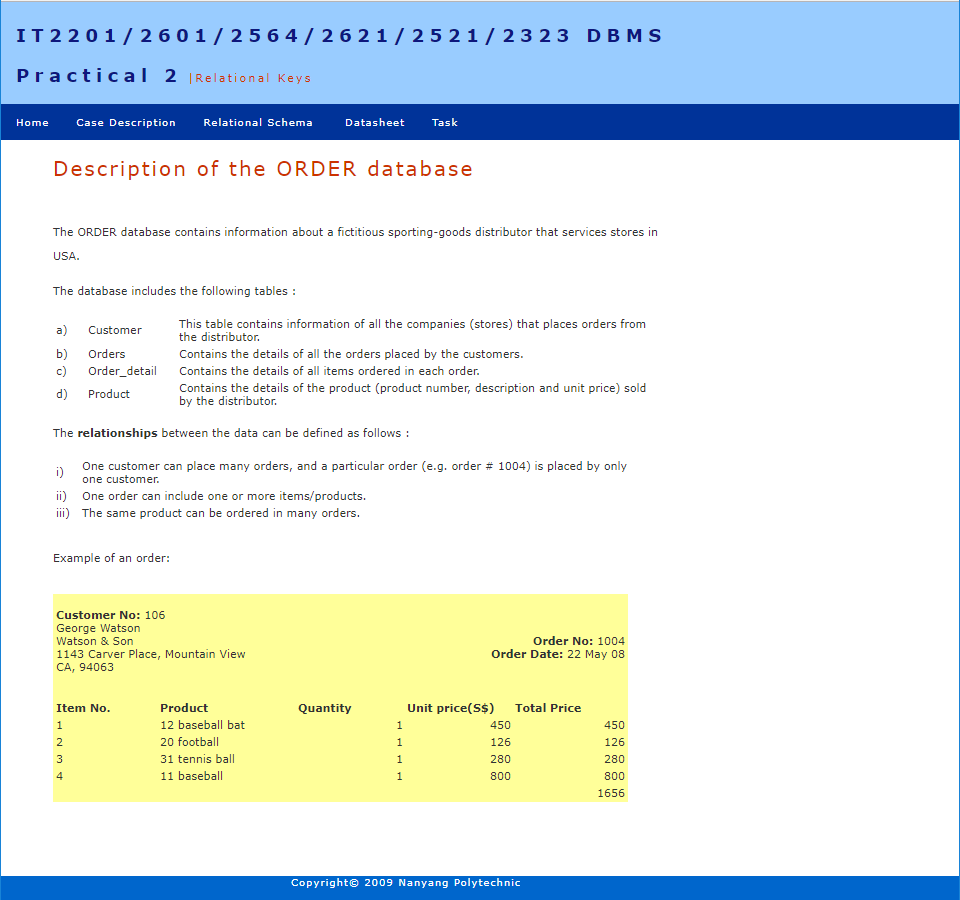 IT2201/2601/2564/2621/2521/2323 DBMS
Practical 2 |Relational Keys
Home Case Description Relational Schema Datasheet Task
Description of the ORDER database
The ORDER database contains information about a fictitious sporting-goods distributor that services stores in
USA.
The database includes the following tables :
a) Customer This table contains information of all the companies (stores) that places orders from
the distributor.
b) Orders Contains the details of all the orders placed by the customers.
c) Order_detail Contains the details of all items ordered in each order.
d) Product Contains the details of the product (product number, description and unit price) sold
by the distributor.
The relationships between the data can be defined as follows :
i) One customer can place many orders, and a particular order (e.g. order # 1004) is placed by only
one customer.
ii) One order can include one or more items/products.
iii) The same product can be ordered in many orders.
Example of an order:
Customer No: 106
George Watson
Watson & Son Order No: 1004
1143 Carver Place, Mountain View Order Date: 22 May 08
CA, 94063
Item No. Product Quantity Unit price(S$) Total Price
1 12 baseball bat 1 450 450
2 20 football 1 126 126
3 31 tennis ball 1 280 280
4 11 baseball 1 800 800
1656
Copyright© 2009 Nanyang Polytechnic